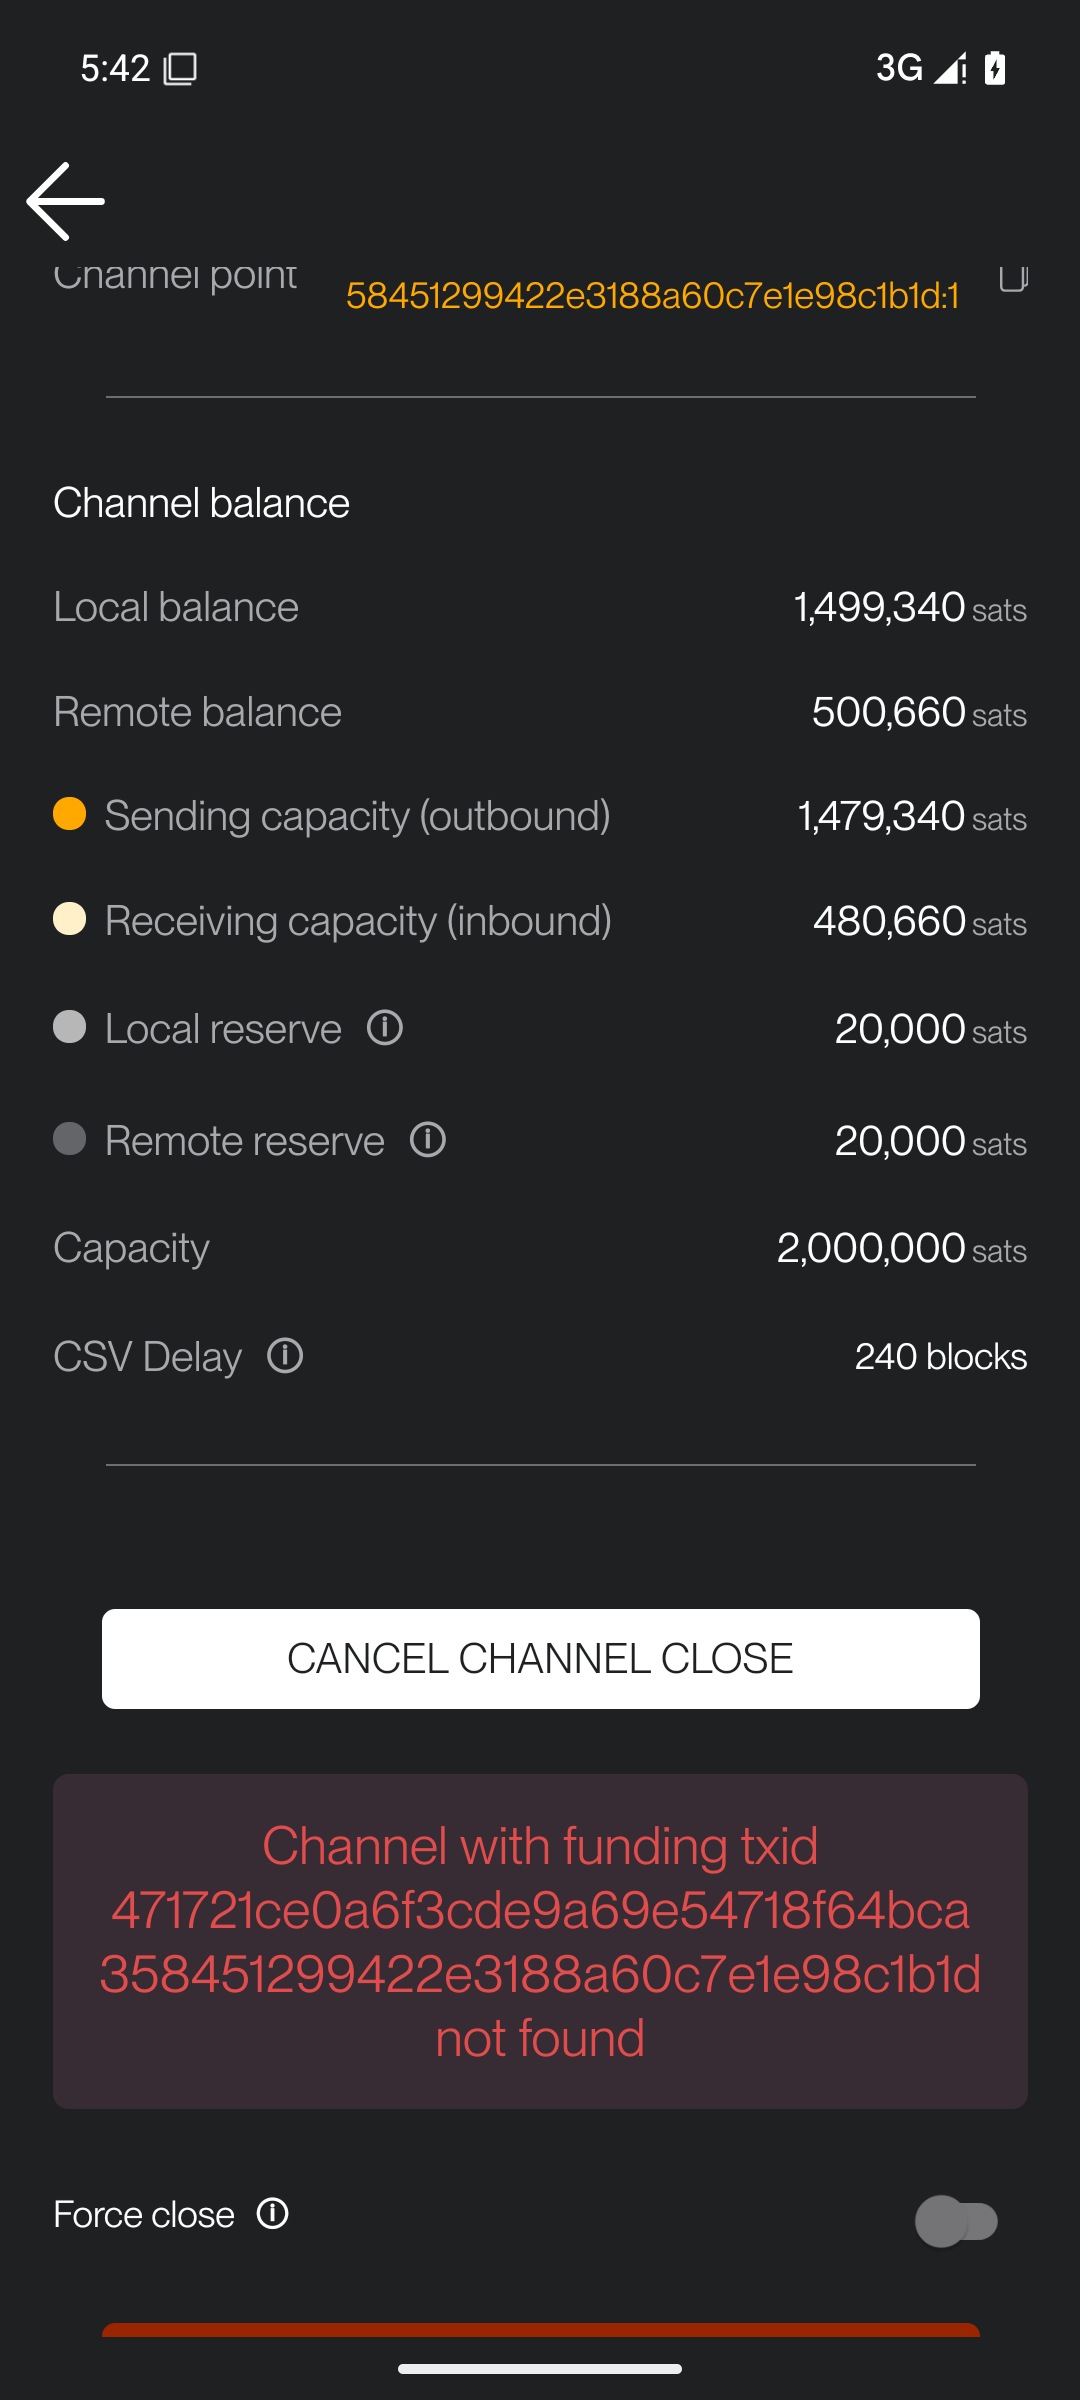 5:42 3G
Channel point
58451299422e3188a60c7e1e98c1b1d:1
Channel balance
Local balance 1,499,340 sats
Remote balance 500,660 sats
Sending capacity (outbound) 1,479,340 sats
Receiving capacity (inbound) 480,660 sats
Local reserve 20,000 sats
Remote reserve 20,000 sats
Capacity 2,000,000 sats
CSV Delay 240 blocks
CANCEL CHANNEL CLOSE
Channel with funding txid
471721ce0a6f3cde9a69e54718f64bca
358451299422e3188a60c7e1e98c1b1d
not found
Force close